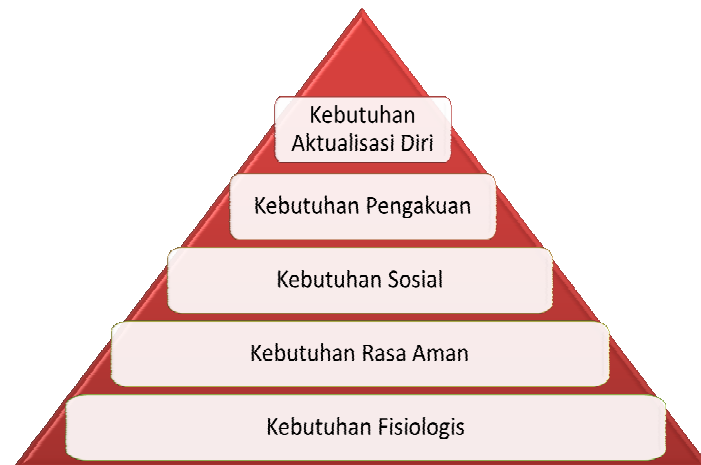 Kebutuhan
Aktualisasi Diri
Kebutuhan Pengakuan
Kebutuhan Sosial
Kebutuhan Rasa Aman
Kebutuhan Fisiologis